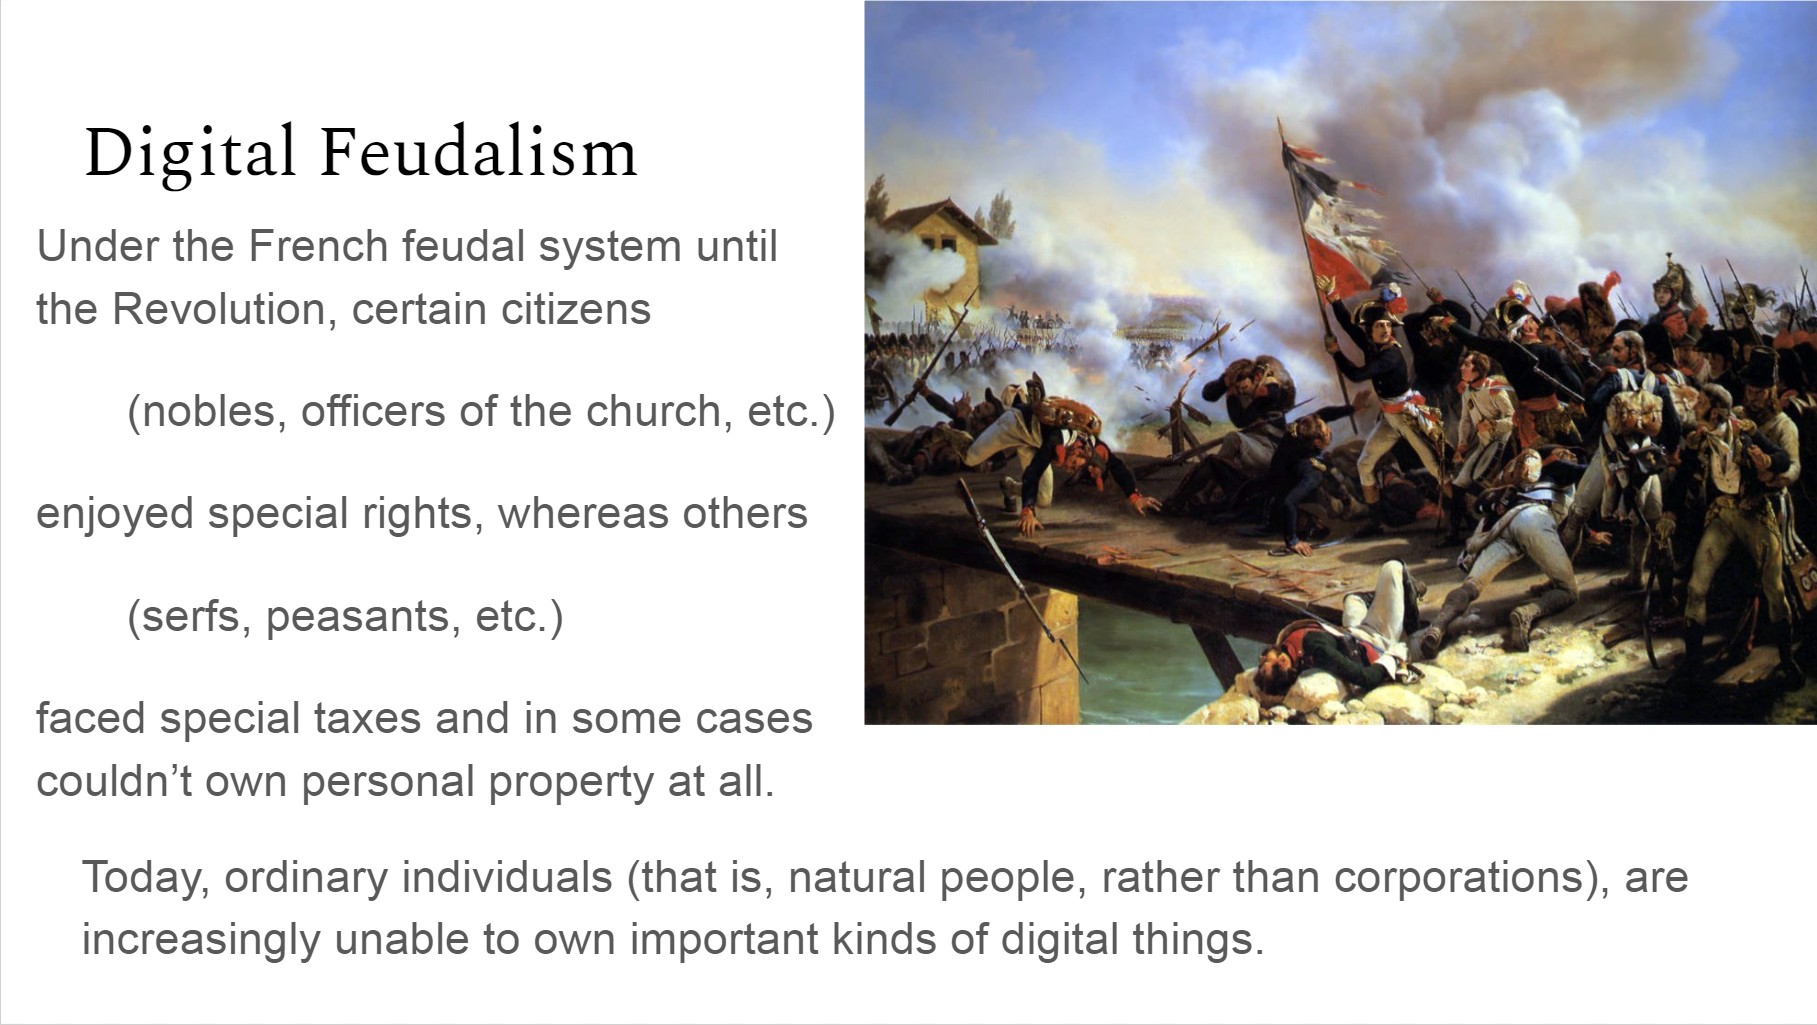 Digital Feudalism
Under the French feudal system until
the Revolution, certain citizens
(nobles, officers of the church, etc.)
enjoyed special rights, whereas others
(serfs, peasants, etc.)
faced special taxes and in some cases
couldn’t own personal property at all.
Today, ordinary individuals (that is, natural people, rather than corporations), are
increasingly unable to own important kinds of digital things.